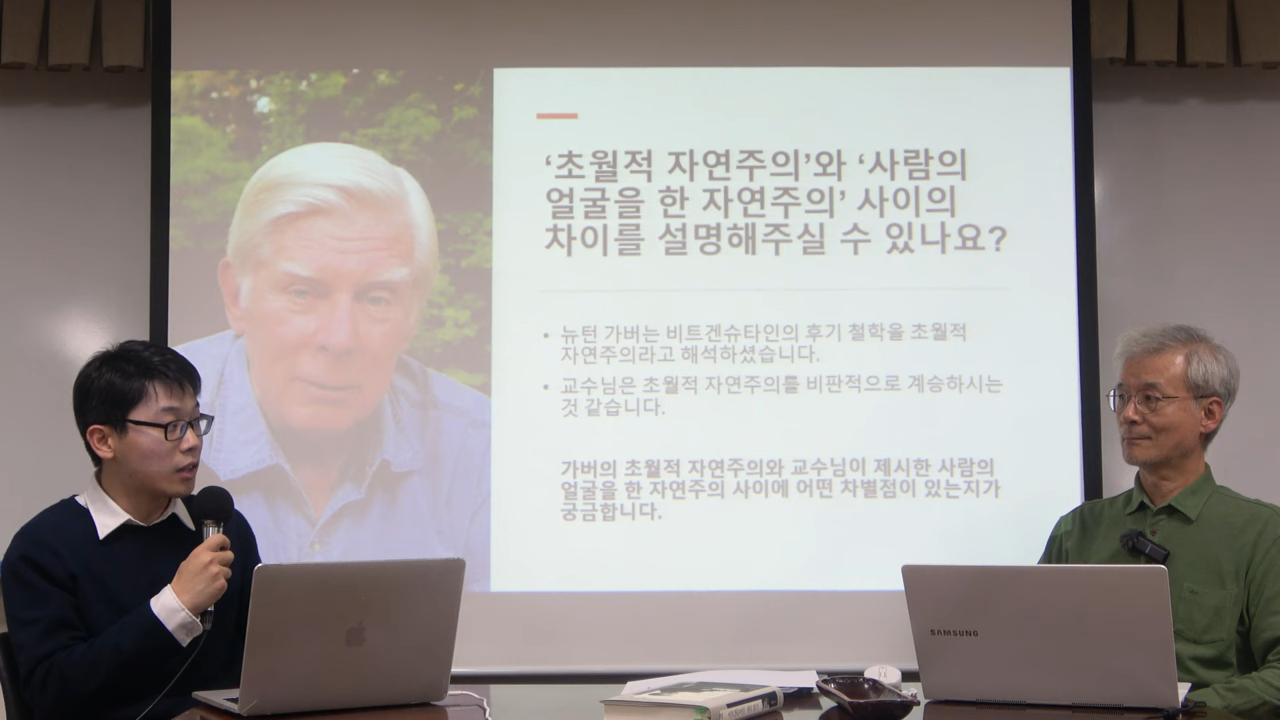 ‘초월적 자연주의’와 ‘사람의
얼굴을 한 자연주의’ 사이의
차이를 설명해주실 수 있나요?
• 뉴턴 가버는 비트겐슈타인의 후기 철학을 초월적
자연주의라고 해석하셨습니다.
• 교수님은 초월적 자연주의를 비판적으로 계승하시는
것 같습니다.
가버의 초월적 자연주의와 교수님이 제시한 사람의
얼굴을 한 자연주의 사이에 어떤 차별점이 있는지가
궁금합니다.
SAMSUNG